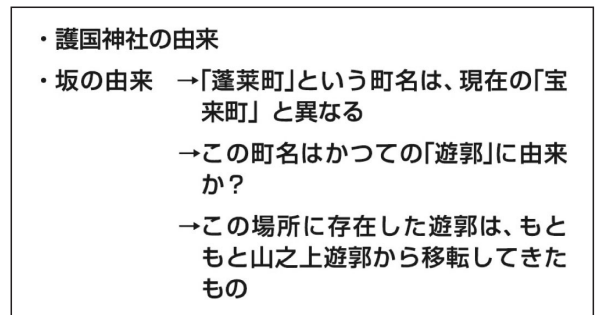 ・護国神社の由来
・坂の由来　→「蓬莱町」という町名は、現在の「宝
来町」と異なる
→この町名はかつての「遊郭」に由来
か？
→この場所に存在した遊郭は、もと
もと山之上遊郭から移転してきた
もの